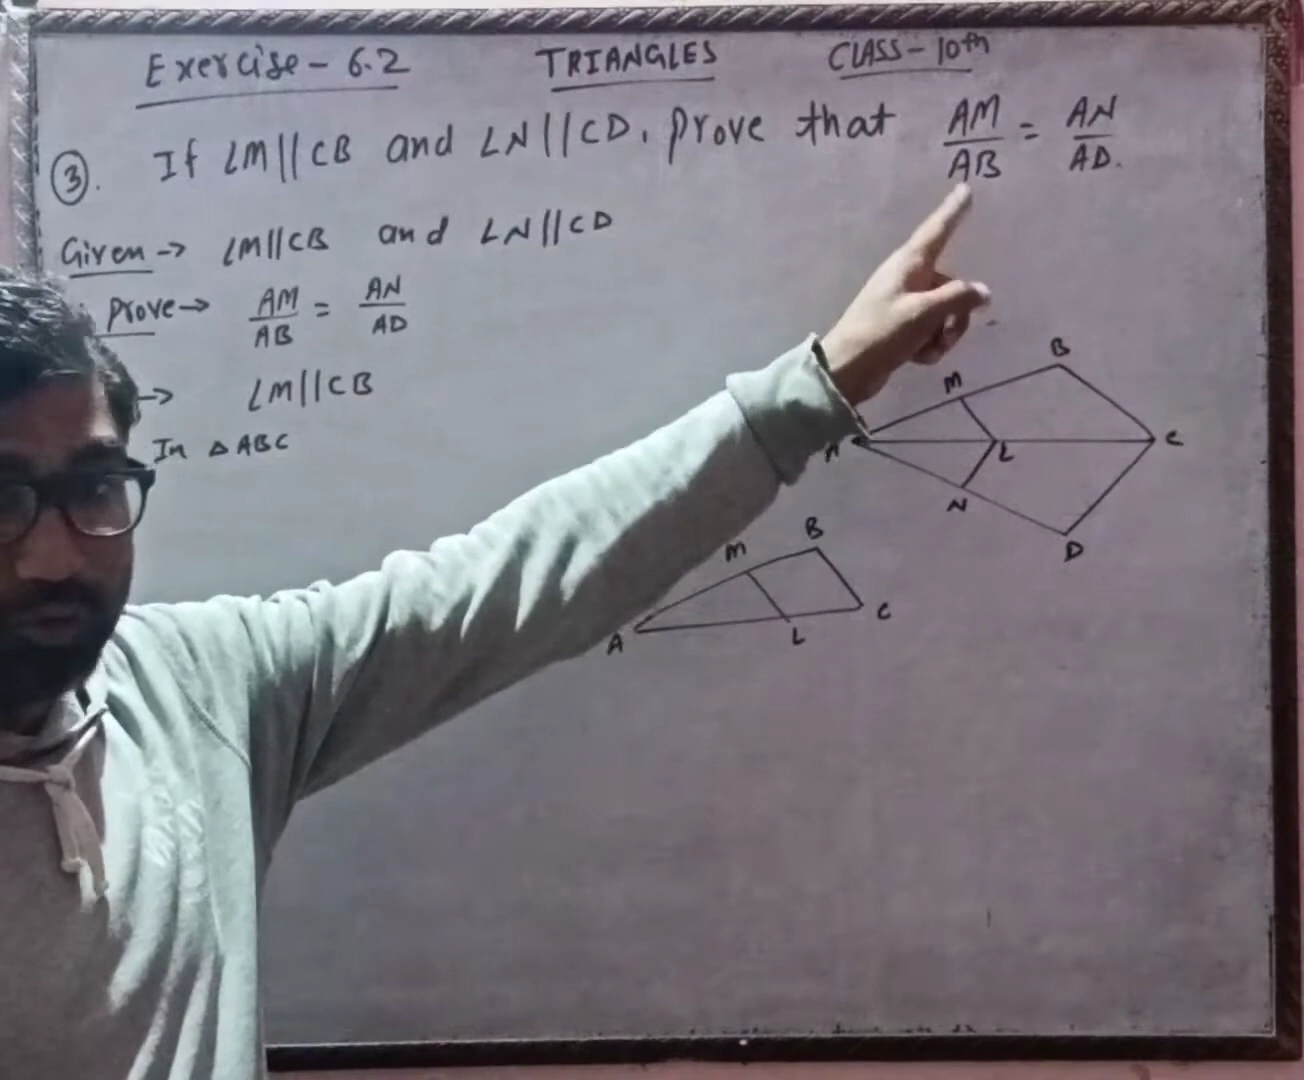 Exercise - 6.2 TRIANGLES CLASS - 10th
③. If LM||CB and LN||CD, prove that AM/AB = AN/AD.
Given → LM||CB and LN||CD
Prove → AM/AB = AN/AD
→ LM||CB
In △ABC
B
M
A L C
N
D
B
M
C
A L